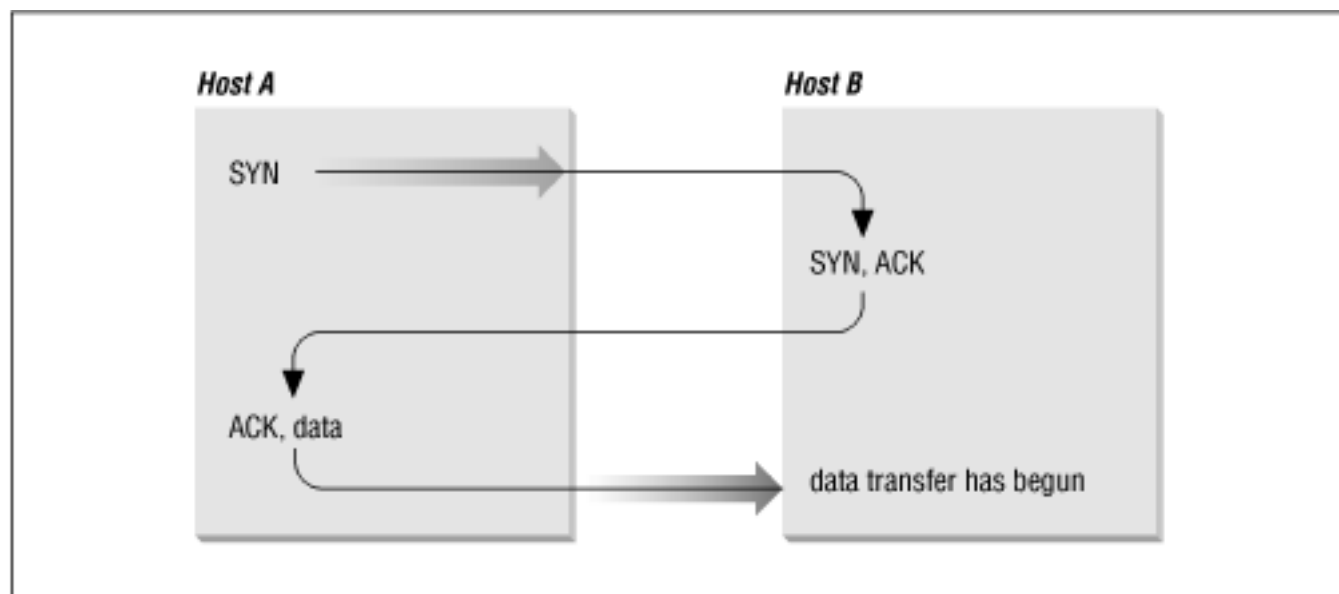 Host A
Host B
SYN
SYN, ACK
ACK, data
data transfer has begun